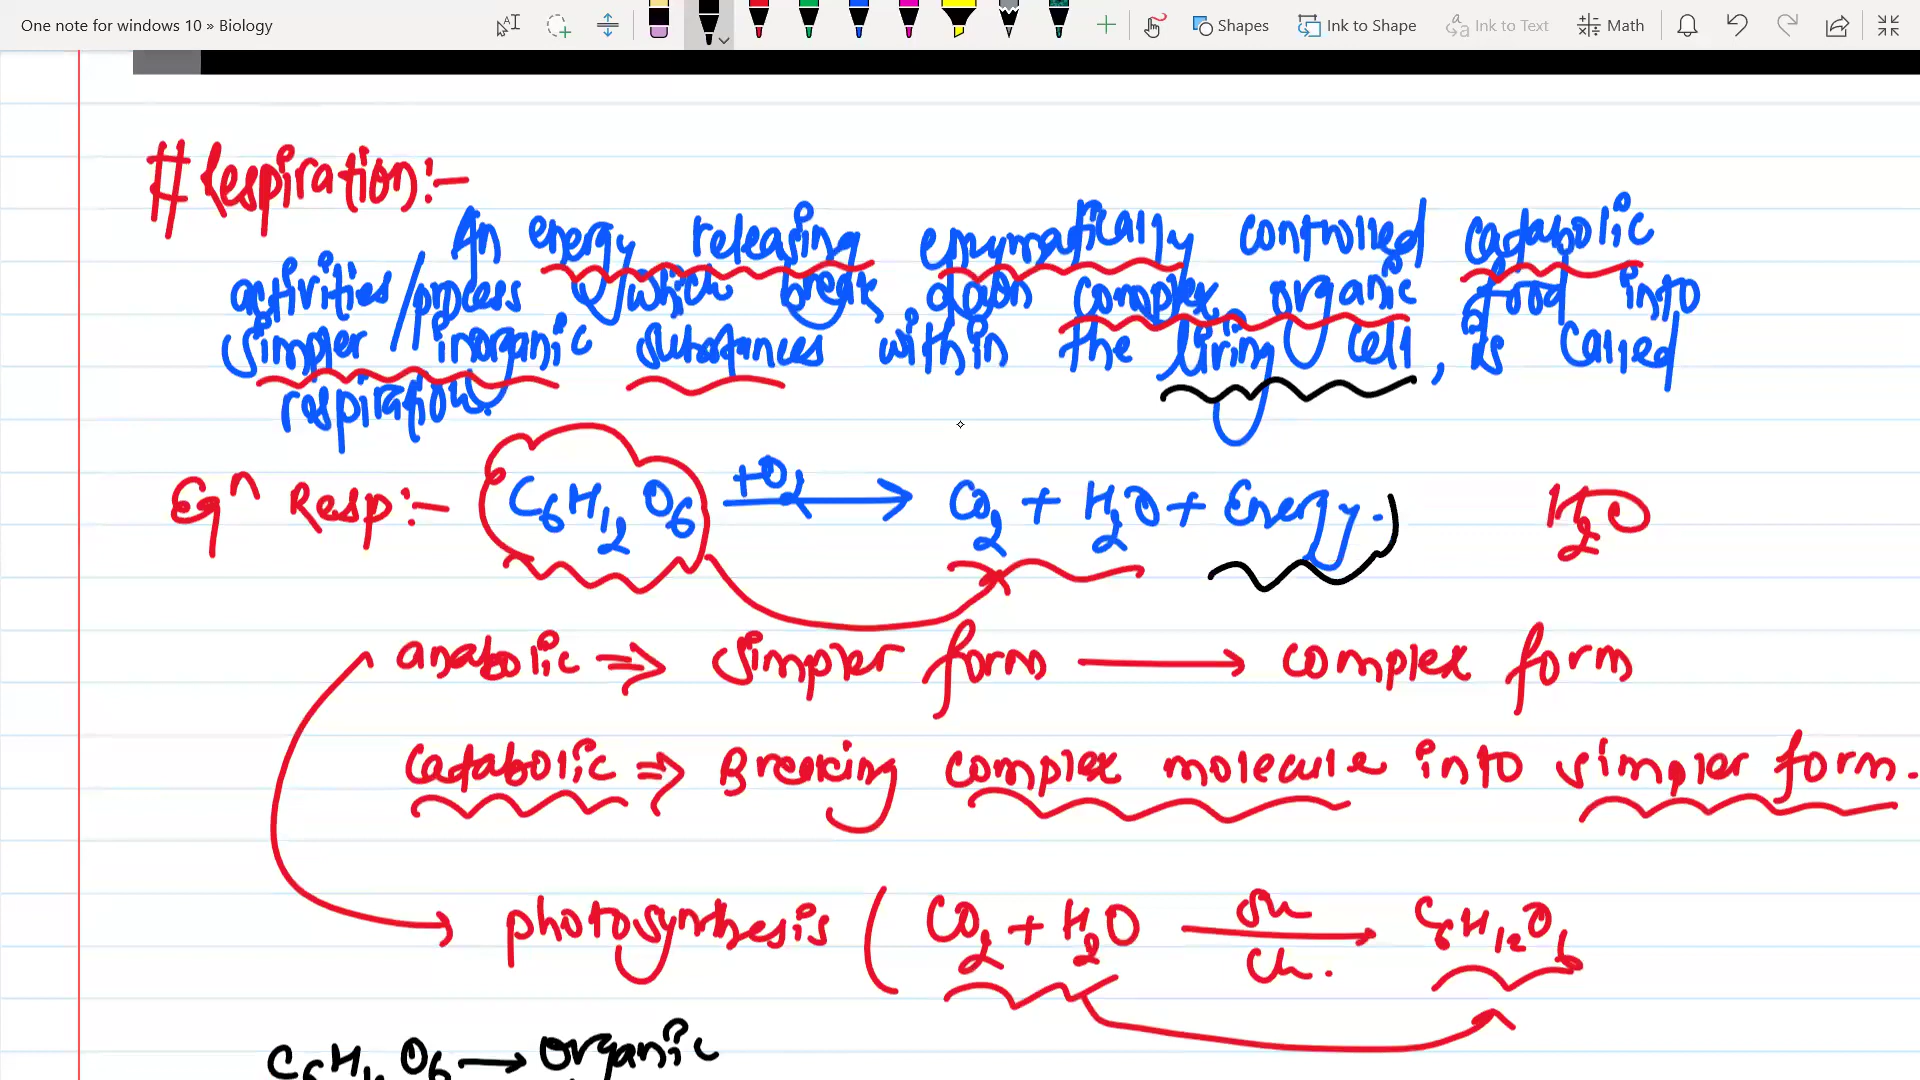 One note for windows 10 » Biology
Shapes
Ink to Shape
Ink to Text
Math
# Respiration:-
An energy releasing enzymatically controlled catabolic
activities/process which break down complex organic food into
simpler/inorganic substances within the living cell, is called
respiration.
Eqⁿ Resp:- C6H12O6 +O2 → CO2 + H2O + Energy.
H2O
anabolic ⇒ simpler form → complex form
Catabolic ⇒ Breaking complex molecule into simpler form.
photosynthesis ( CO2 + H2O → C6H12O6
C6H12O6 → organic